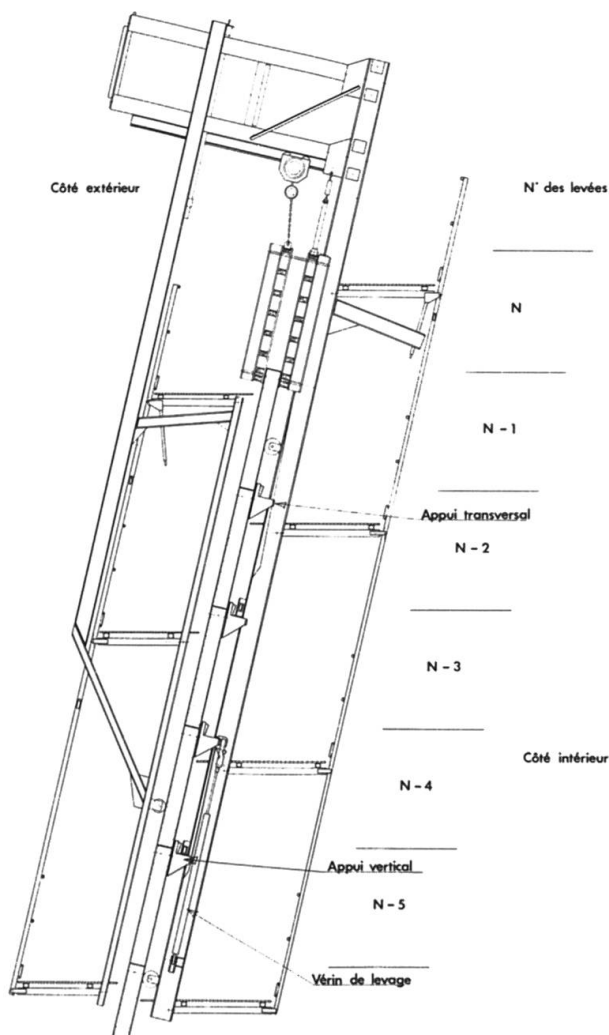 Côté extérieur
N° des levées
N
N - 1
Appui transversal
N - 2
N - 3
Côté intérieur
N - 4
Appui vertical
N - 5
Vérin de levage